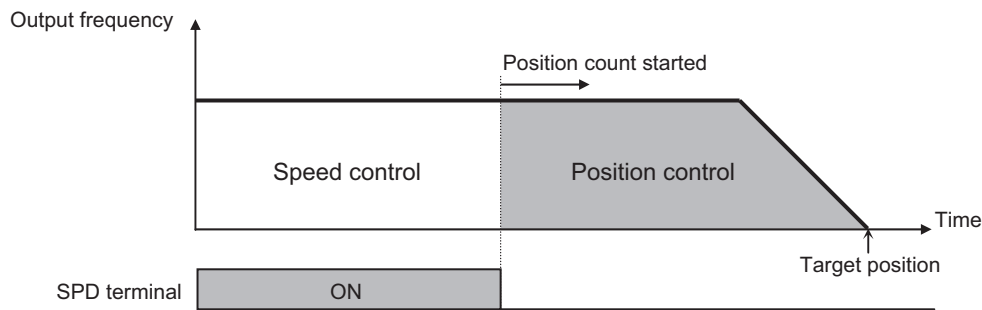 Output frequency
Position count started
Speed control
Position control
Time
Target position
SPD terminal
ON